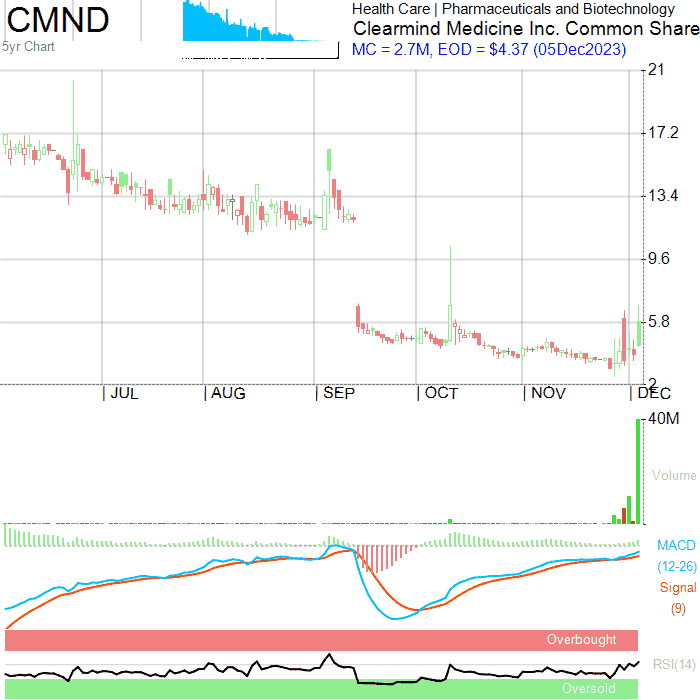 CMND
5yr Chart
Health Care | Pharmaceuticals and Biotechnology
Clearmind Medicine Inc. Common Share
MC = 2.7M, EOD = $4.37 (05Dec2023)
21
17.2
13.4
9.6
5.8
2
| JUL | AUG | SEP | OCT | NOV | DEC
40M
Volume
MACD
(12-26)
Signal
(9)
Overbought
RSI(14)
Oversold